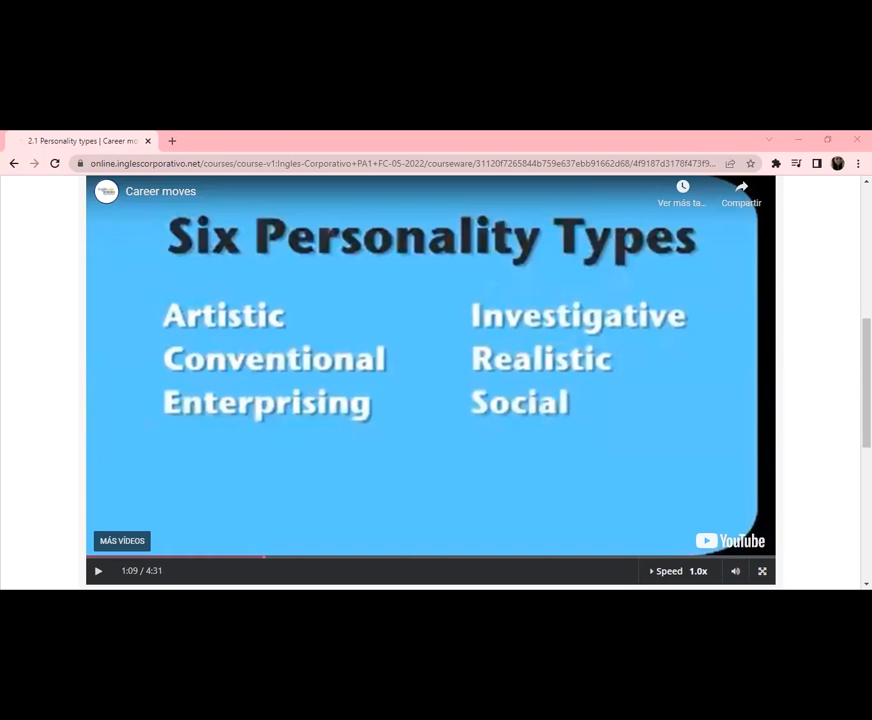 2.1 Personality types | Career mo
online.inglescorporativo.net/courses/course-v1:Ingles-Corporativo+PA1+FC-05-2022/courseware/31120f7265844b759e637ebb91662d68/4f9187d3178f473f9...
Career moves
Ver más ta...
Compartir
Six Personality Types
Artistic
Investigative
Conventional
Realistic
Enterprising
Social
MÁS VÍDEOS
YouTube
1:09 / 4:31
Speed 1.0x